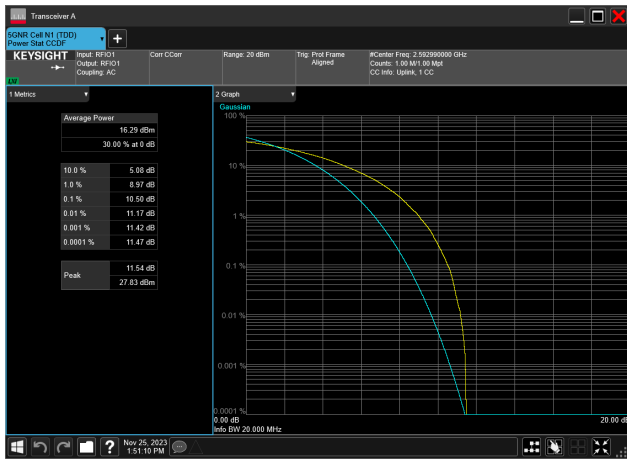 Transceiver A
5GNR Cell N1 (TDD)
Power Stat CCDF
KEYSIGHT
Input: RFIO1
Output: RFIO1
Coupling: AC
Corr CCorr
Range: 20 dBm
Trig: Prot Frame
Aligned
#Center Freq: 2.592990000 GHz
Counts: 1.00 M/1.00 Mpt
CC Info: Uplink, 1 CC
1 Metrics
Average Power
16.29 dBm
30.00 % at 0 dB
10.0 % 5.08 dB
1.0 % 8.97 dB
0.1 % 10.50 dB
0.01 % 11.17 dB
0.001 % 11.42 dB
0.0001 % 11.47 dB
Peak 11.54 dB
27.83 dBm
2 Graph
Gaussian
100 %
10 %
1 %
0.1 %
0.01 %
0.001 %
0.0001 %
0.00 dB
20.00 dB
Info BW 20.000 MHz
Nov 25, 2023
1:51:10 PM